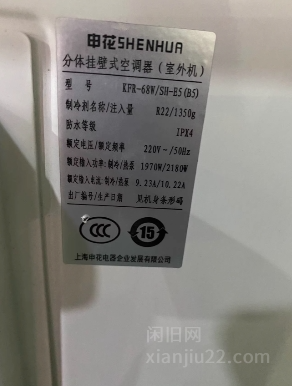 申花SHENHUA
分体挂壁式空调器（室外机）
型 号 KFR-68W/SH-E5(B5)
制冷剂名称/注入量 R22/1350g
防水等级 IPX4
额定电压/额定频率 220V~/50Hz
额定输入功率:制冷/热泵 1970W/2180W
额定输入电流:制冷/热泵 9.23A/10.22A
出厂编号/生产日期 见机身条形码
CCC
15
上海申花电器企业发展有限公司
闲旧网
xianjiu22.com